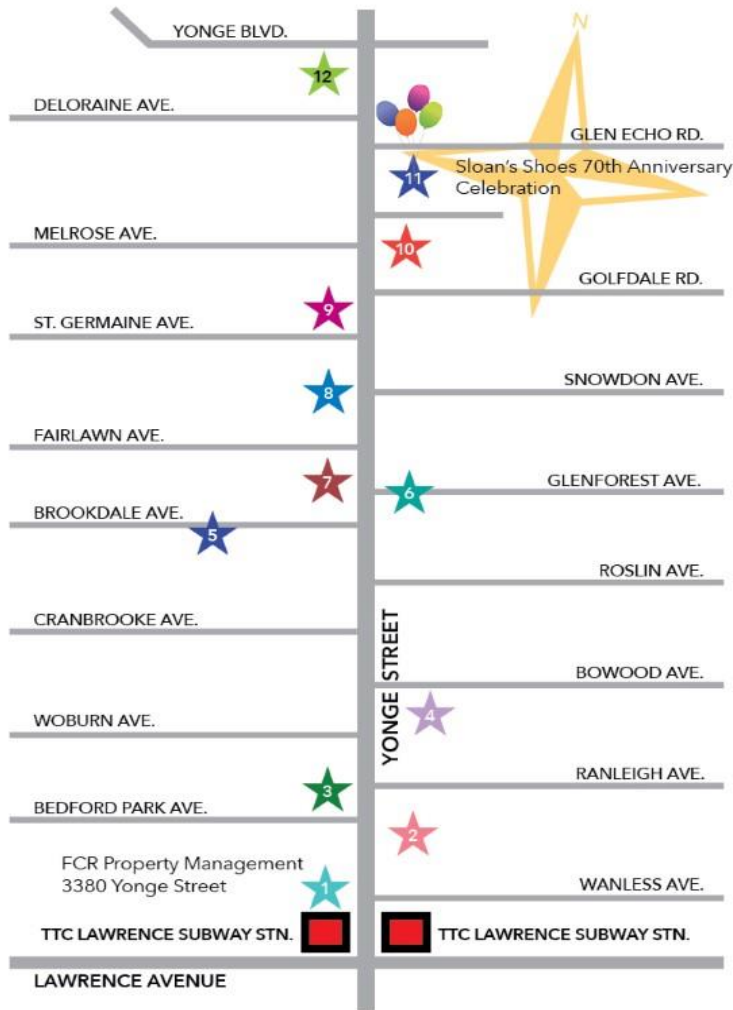 N
YONGE BLVD.
12
DELORAINE AVE.
GLEN ECHO RD.
11
Sloan's Shoes 70th Anniversary
Celebration
MELROSE AVE.
10
GOLFDALE RD.
9
ST. GERMAINE AVE.
SNOWDON AVE.
8
FAIRLAWN AVE.
7
GLENFOREST AVE.
6
BROOKDALE AVE.
5
ROSLIN AVE.
CRANBROOKE AVE.
YONGE STREET
BOWOOD AVE.
4
WOBURN AVE.
RANLEIGH AVE.
3
BEDFORD PARK AVE.
2
FCR Property Management
3380 Yonge Street
1
WANLESS AVE.
TTC LAWRENCE SUBWAY STN.
TTC LAWRENCE SUBWAY STN.
LAWRENCE AVENUE